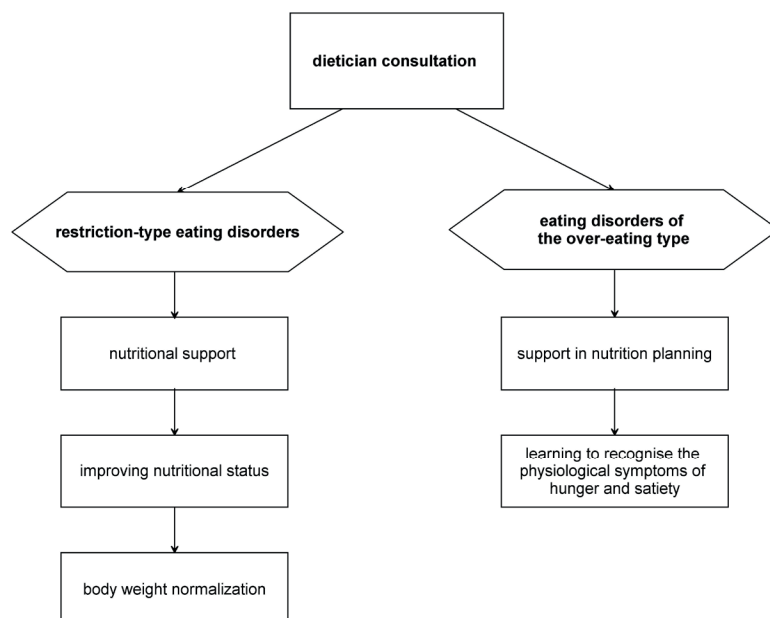 dietician consultation
restriction-type eating disorders
eating disorders of
the over-eating type
nutritional support
support in nutrition planning
improving nutritional status
learning to recognise the
physiological symptoms of
hunger and satiety
body weight normalization